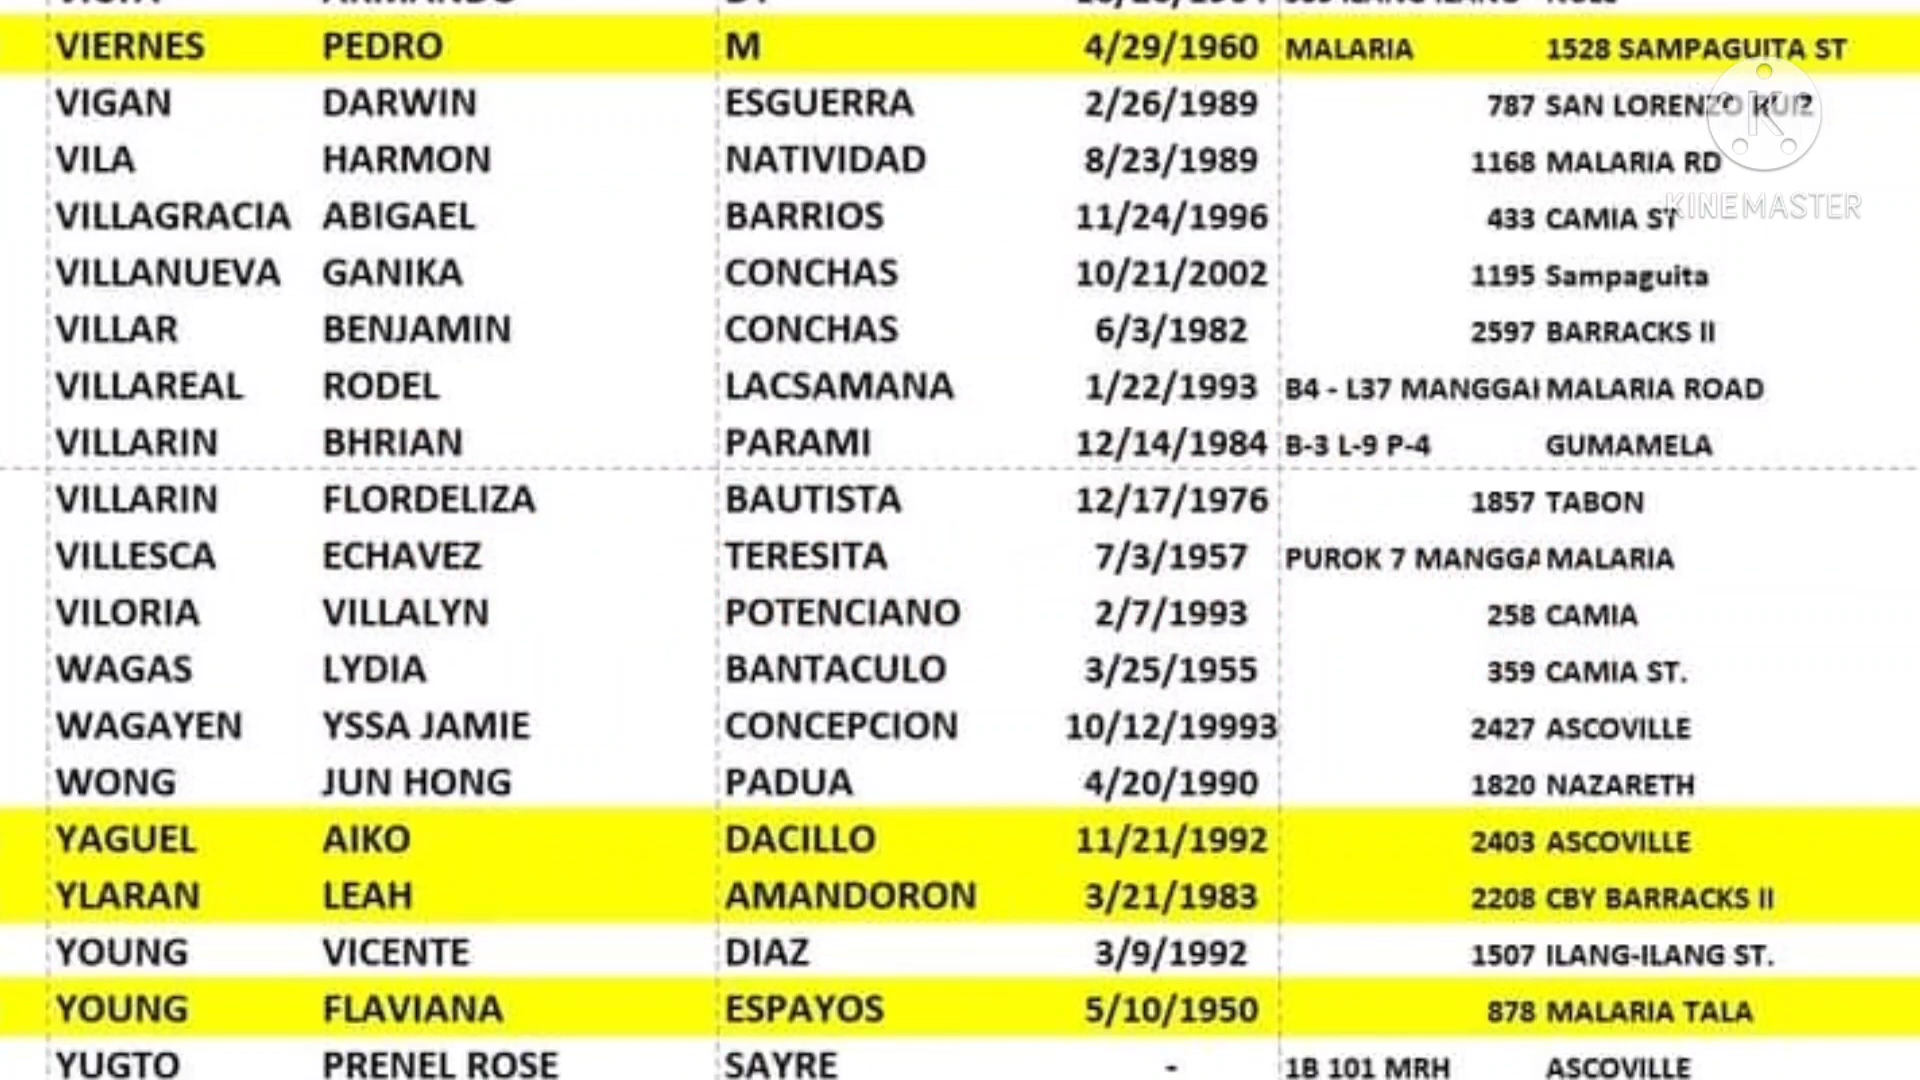 VIERNES PEDRO M 4/29/1960 MALARIA 1528 SAMPAGUITA ST
VIGAN DARWIN ESGUERRA 2/26/1989 787 SAN LORENZO RUIZ
VILA HARMON NATIVIDAD 8/23/1989 1168 MALARIA RD
VILLAGRACIA ABIGAEL BARRIOS 11/24/1996 433 CAMIA ST
KINEMASTER
VILLANUEVA GANIKA CONCHAS 10/21/2002 1195 Sampaguita
VILLAR BENJAMIN CONCHAS 6/3/1982 2597 BARRACKS II
VILLAREAL RODEL LACSAMANA 1/22/1993 B4 - L37 MANGGAH MALARIA ROAD
VILLARIN BHRIAN PARAMI 12/14/1984 B-3 L-9 P-4 GUMAMELA
VILLARIN FLORDELIZA BAUTISTA 12/17/1976 1857 TABON
VILLESCA ECHAVEZ TERESITA 7/3/1957 PUROK 7 MANGGA MALARIA
VILORIA VILLALYN POTENCIANO 2/7/1993 258 CAMIA
WAGAS LYDIA BANTACULO 3/25/1955 359 CAMIA ST.
WAGAYEN YSSA JAMIE CONCEPCION 10/12/19993 2427 ASCOVILLE
WONG JUN HONG PADUA 4/20/1990 1820 NAZARETH
YAGUEL AIKO DACILLO 11/21/1992 2403 ASCOVILLE
YLARAN LEAH AMANDORON 3/21/1983 2208 CBY BARRACKS II
YOUNG VICENTE DIAZ 3/9/1992 1507 ILANG-ILANG ST.
YOUNG FLAVIANA ESPAYOS 5/10/1950 878 MALARIA TALA
YUGTO PRENEL ROSE SAYRE - 1B 101 MRH ASCOVILLE